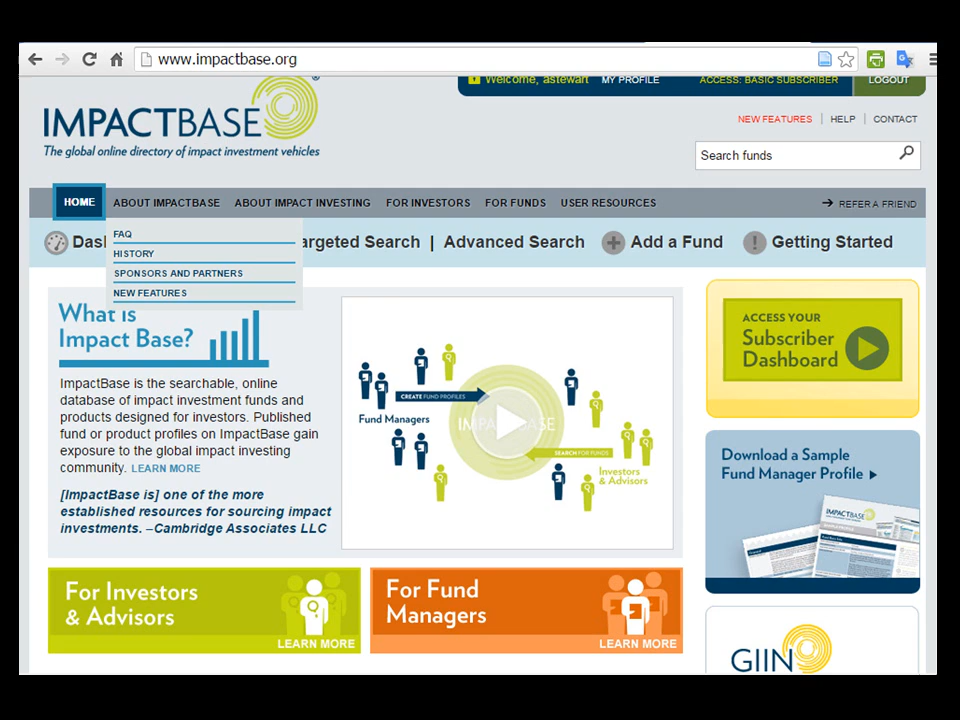 www.impactbase.org
Welcome, astewart MY PROFILE ACCESS: BASIC SUBSCRIBER LOGOUT
IMPACTBASE®
The global online directory of impact investment vehicles
NEW FEATURES | HELP | CONTACT
Search funds
HOME ABOUT IMPACTBASE ABOUT IMPACT INVESTING FOR INVESTORS FOR FUNDS USER RESOURCES REFER A FRIEND
FAQ
HISTORY
SPONSORS AND PARTNERS
NEW FEATURES
Das argeted Search | Advanced Search Add a Fund Getting Started
What is
Impact Base?
ImpactBase is the searchable, online
database of impact investment funds and
products designed for investors. Published
fund or product profiles on ImpactBase gain
exposure to the global impact investing
community. LEARN MORE
[ImpactBase is] one of the more
established resources for sourcing impact
investments. –Cambridge Associates LLC
CREATE FUND PROFILES
Fund Managers
IMPACTBASE
SEARCH FOR FUNDS
Investors
& Advisors
ACCESS YOUR
Subscriber
Dashboard
Download a Sample
Fund Manager Profile
IMPACTBASE
For Investors
& Advisors
LEARN MORE
For Fund
Managers
LEARN MORE
GIIN